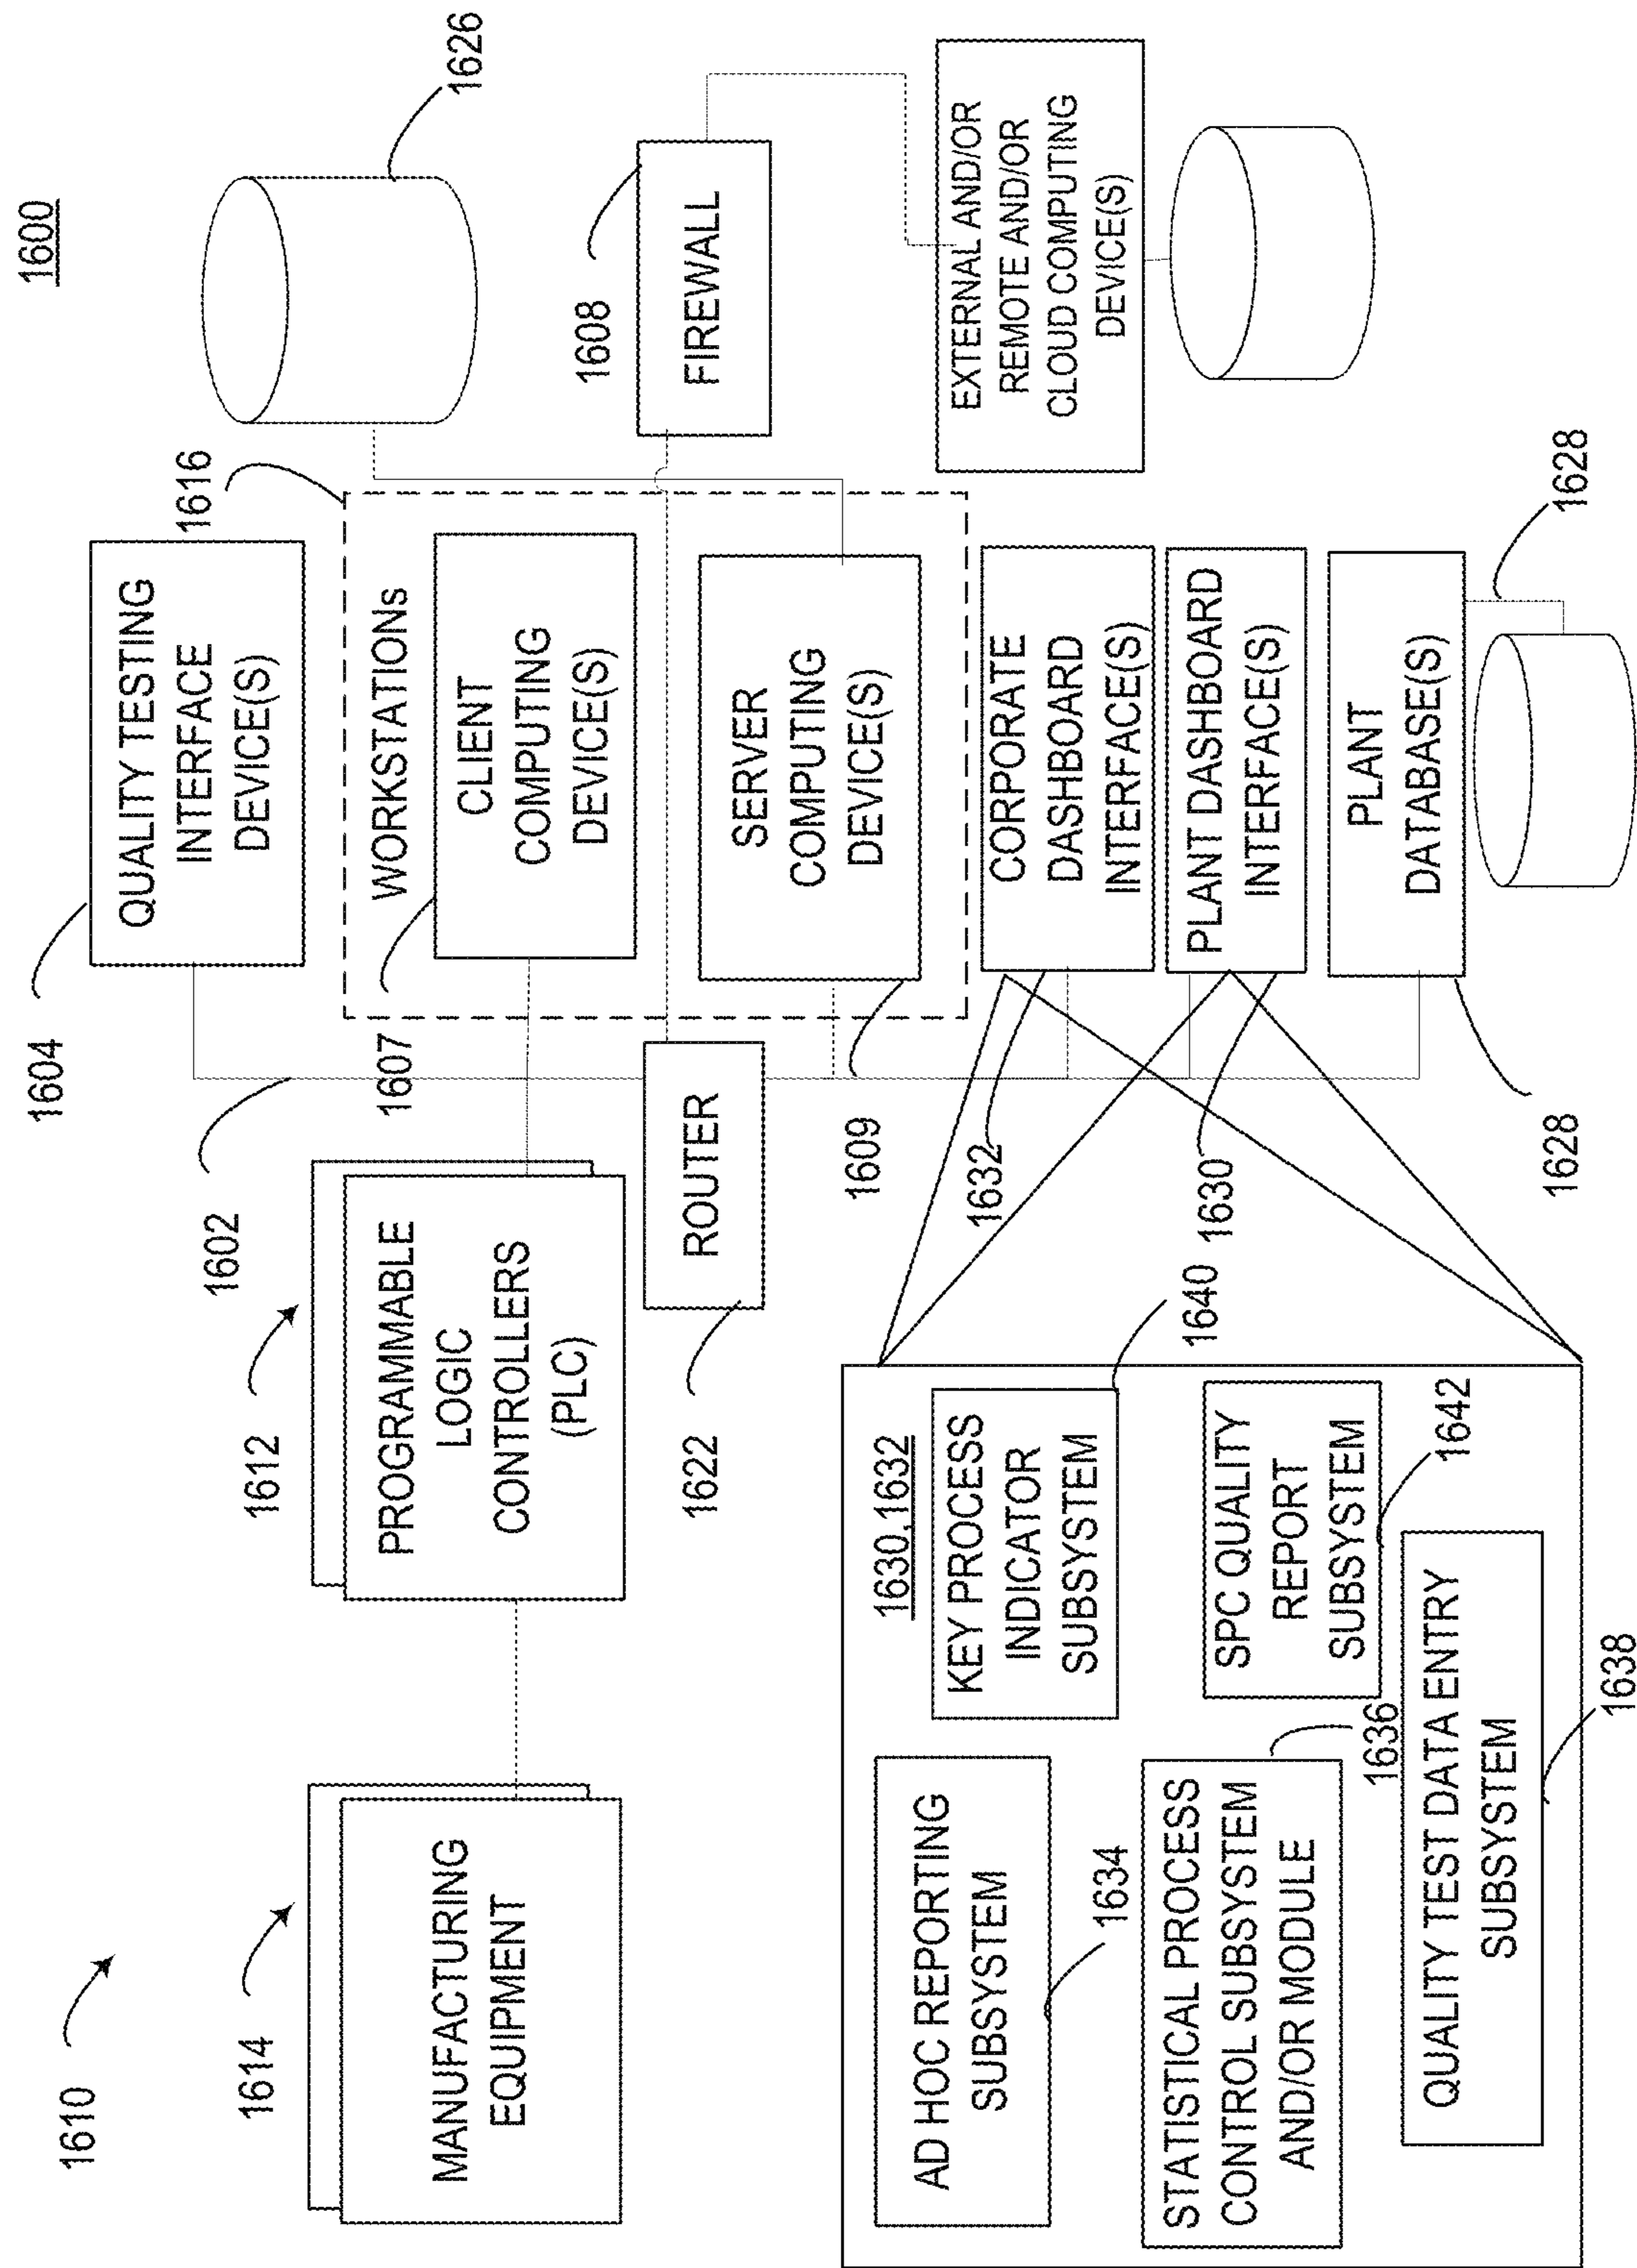 1600
1610
1614
MANUFACTURING
EQUIPMENT
1612
PROGRAMMABLE
LOGIC
CONTROLLERS
(PLC)
1602
1604
QUALITY TESTING
INTERFACE
DEVICE(S)
1616
WORKSTATIONs
1607
CLIENT
COMPUTING
DEVICE(S)
1626
ROUTER
1622
1609
SERVER
COMPUTING
DEVICE(S)
1608
FIREWALL
EXTERNAL AND/OR
REMOTE AND/OR
CLOUD COMPUTING
DEVICE(S)
1632
CORPORATE
DASHBOARD
INTERFACE(S)
1630
PLANT DASHBOARD
INTERFACE(S)
1628
PLANT
DATABASE(S)
1628
1630,1632
AD HOC REPORTING
SUBSYSTEM
1634
KEY PROCESS
INDICATOR
SUBSYSTEM
1640
STATISTICAL PROCESS
CONTROL SUBSYSTEM
AND/OR MODULE
1636
SPC QUALITY
REPORT
SUBSYSTEM
1642
QUALITY TEST DATA ENTRY
SUBSYSTEM
1638